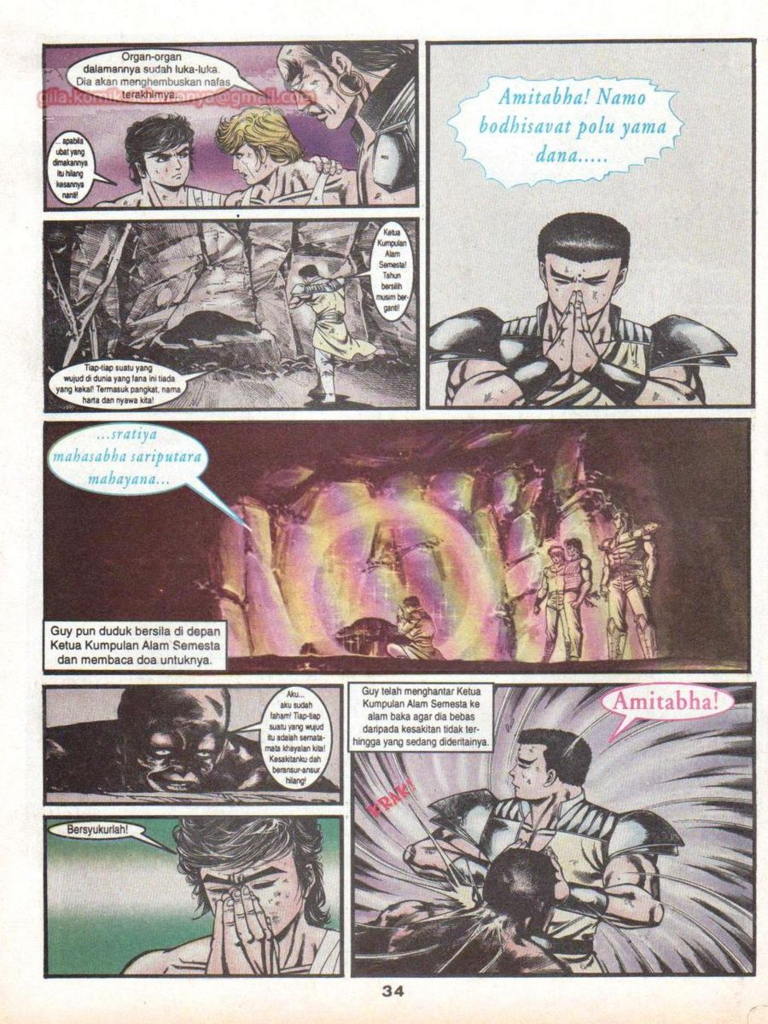 Organ-organ
dalamannya sudah luka-luka.
Dia akan menghembuskan nafas
terakhirnya.
... apabila
ubat yang
dimakannya
itu hilang
kesannya
nanti!
Amitabha! Namo
bodhisavat polu yama
dana.....
Ketua
Kumpulan
Alam
Semesta!
Tahun
bersilih
musim ber-
ganti!
Tiap-tiap suatu yang
wujud di dunia yang fana ini tiada
yang kekal! Termasuk pangkat, nama
harta dan nyawa kita!
...sratiya
mahasabha sariputara
mahayana...
Guy pun duduk bersila di depan
Ketua Kumpulan Alam Semesta
dan membaca doa untuknya.
Aku...
aku sudah
faham! Tiap-tiap
suatu yang wujud
itu adalah semata-
mata khayalan kita!
Kesakitanku dah
beransur-ansur
hilang!
Guy telah menghantar Ketua
Kumpulan Alam Semesta ke
alam baka agar dia bebas
daripada kesakitan tidak ter-
hingga yang sedang dideritainya.
Amitabha!
KRAK!
Bersyukurlah!
34